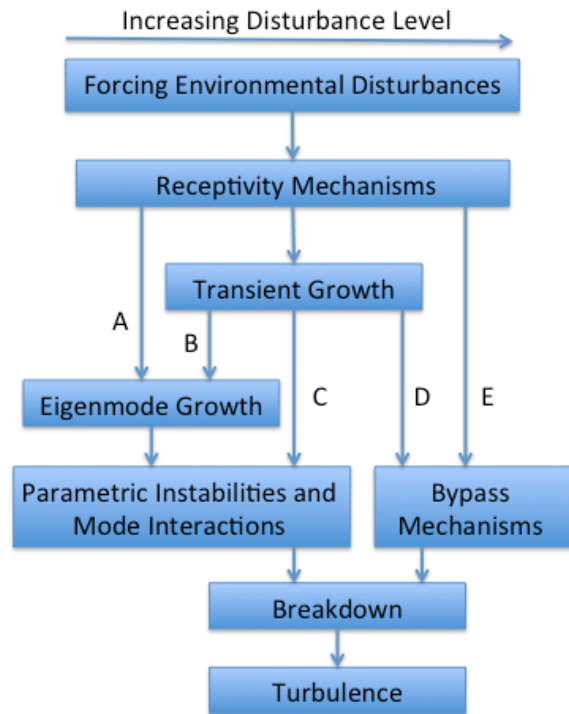 Increasing Disturbance Level
Forcing Environmental Disturbances
Receptivity Mechanisms
Transient Growth
A
B
Eigenmode Growth
C
D
E
Parametric Instabilities and
Mode Interactions
Bypass
Mechanisms
Breakdown
Turbulence